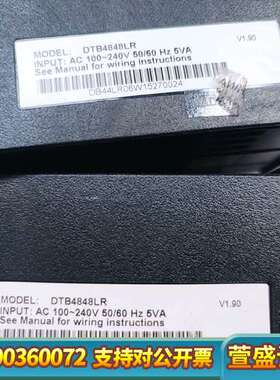 MODEL: DTB4848LR
V1.90
INPUT: AC 100~240V 50/60 Hz 5VA
See Manual for wiring instructions
DB44LR06W15270024
MODEL: DTB4848LR
V1.90
INPUT: AC 100~240V 50/60 Hz 5VA
See Manual for wiring instructions
00360072 支持对公开票 萱盛